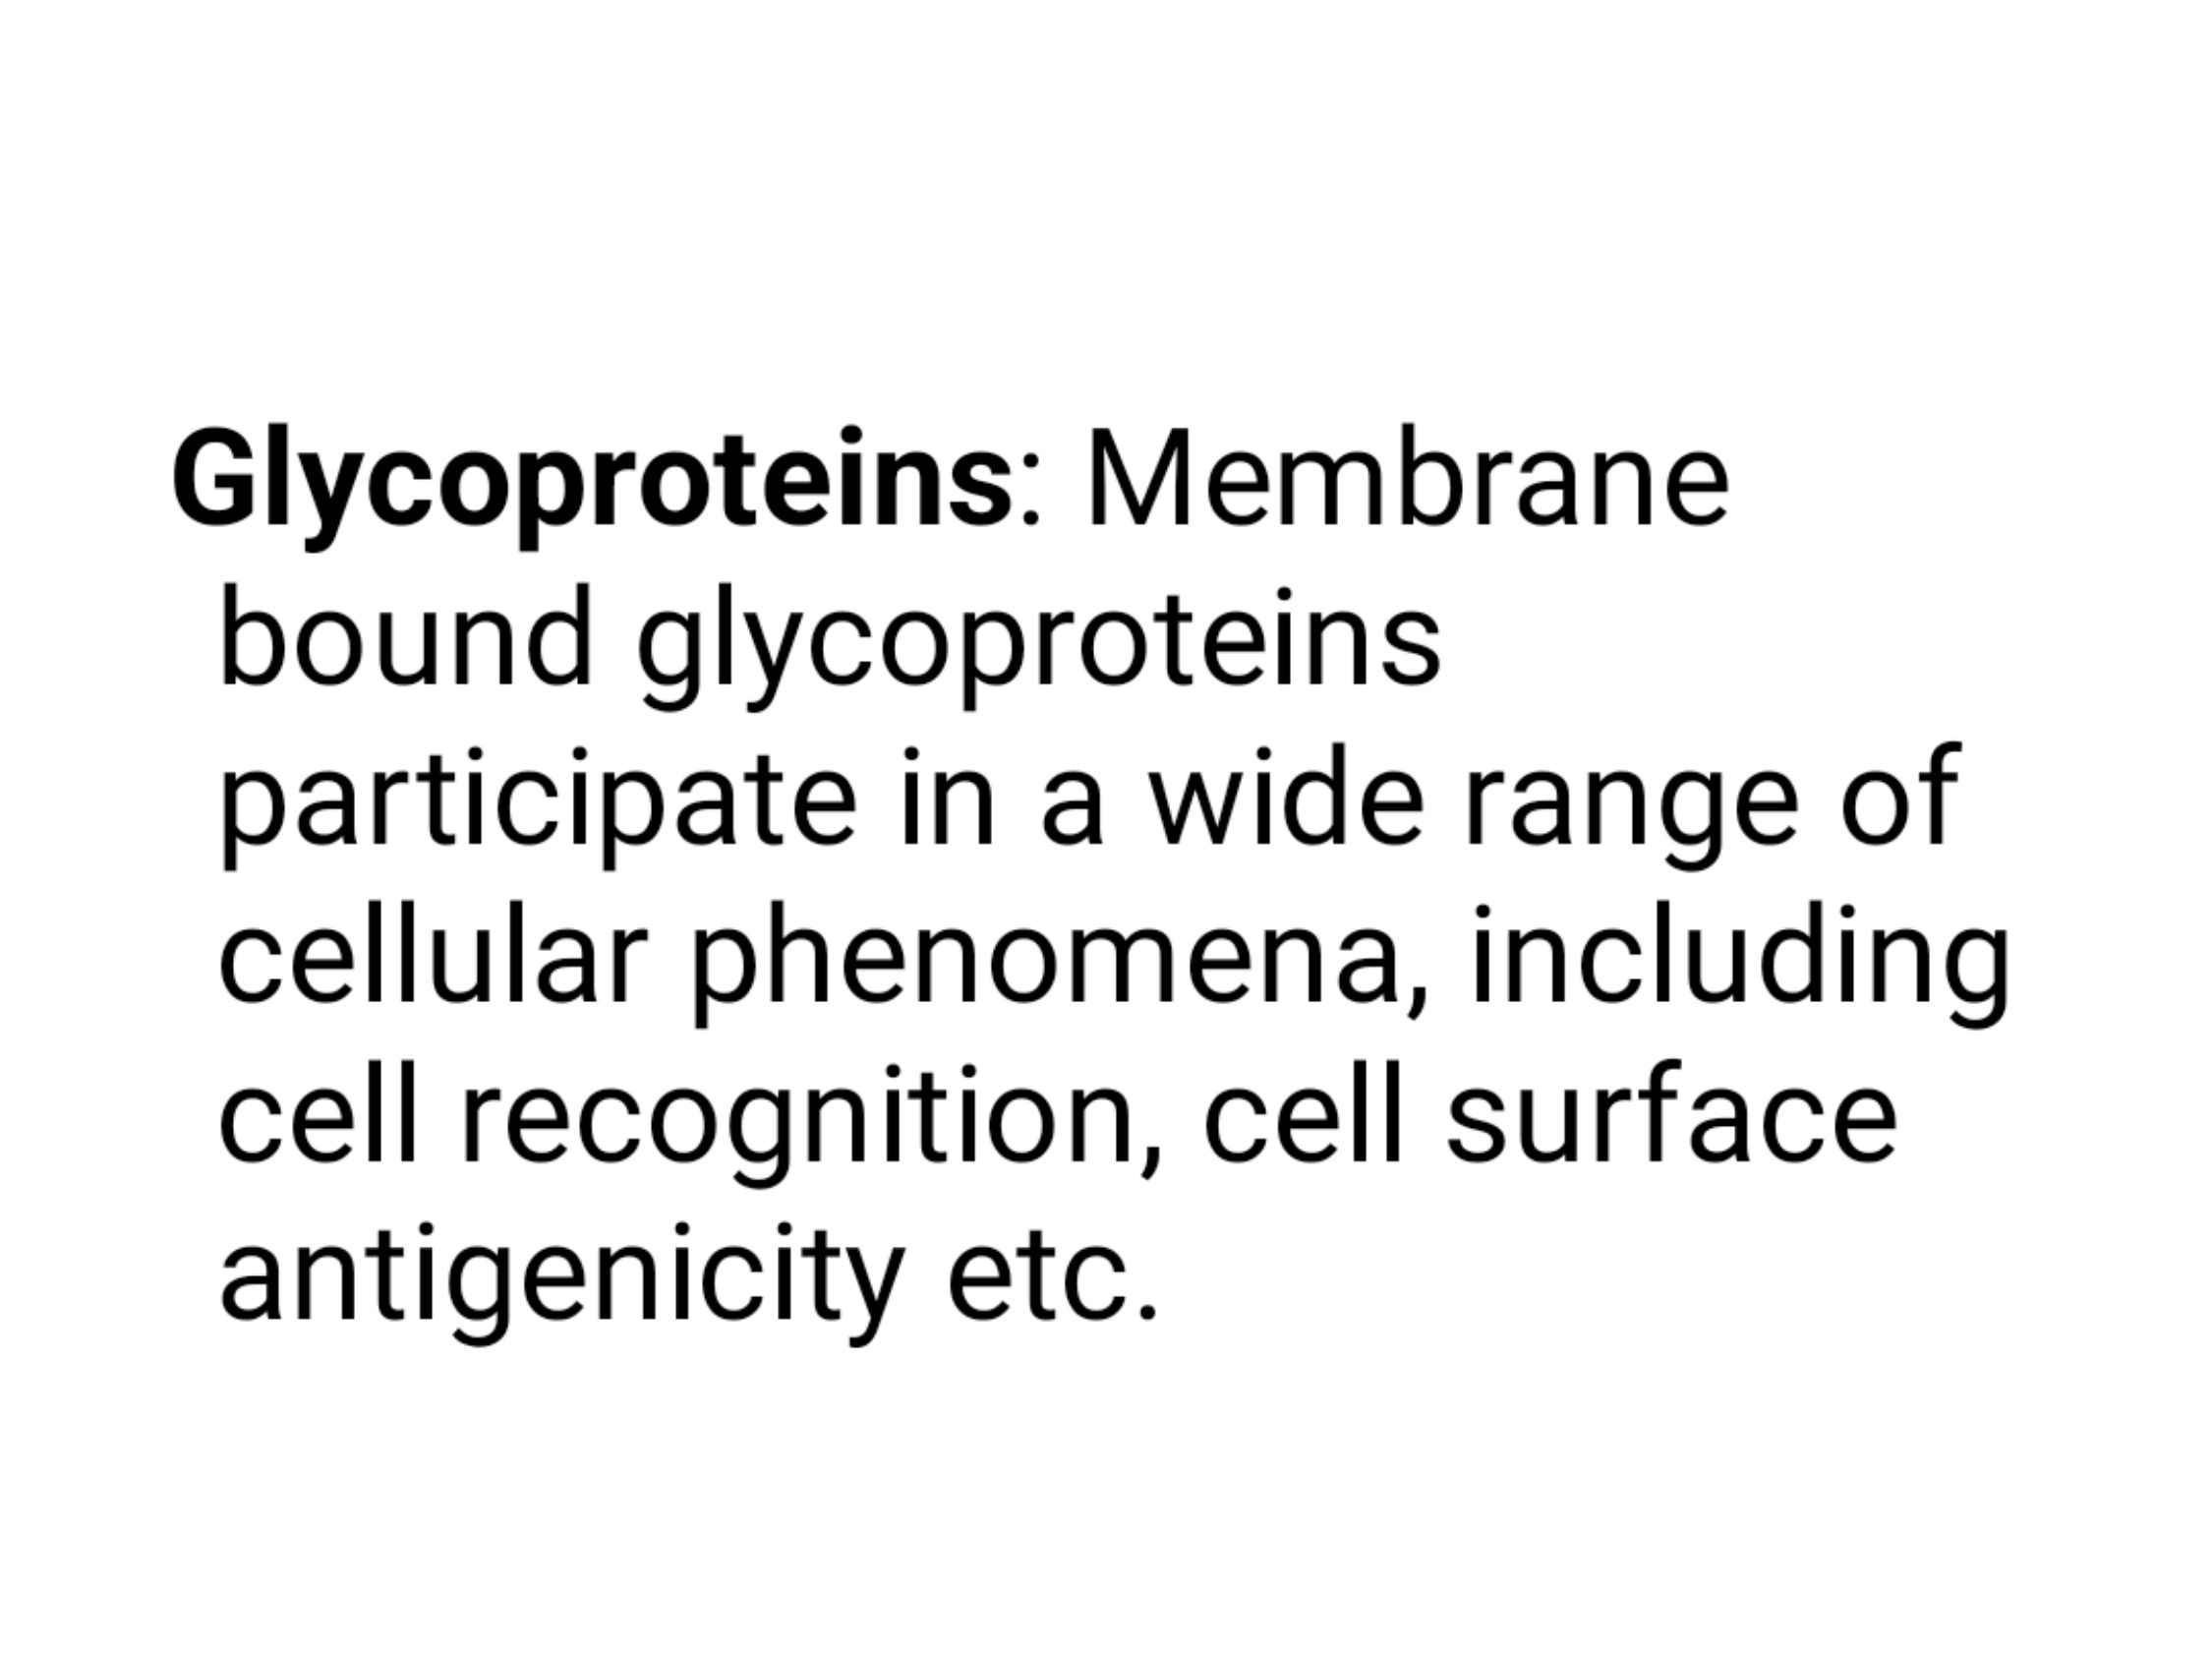 Glycoproteins: Membrane
bound glycoproteins
participate in a wide range of
cellular phenomena, including
cell recognition, cell surface
antigenicity etc.